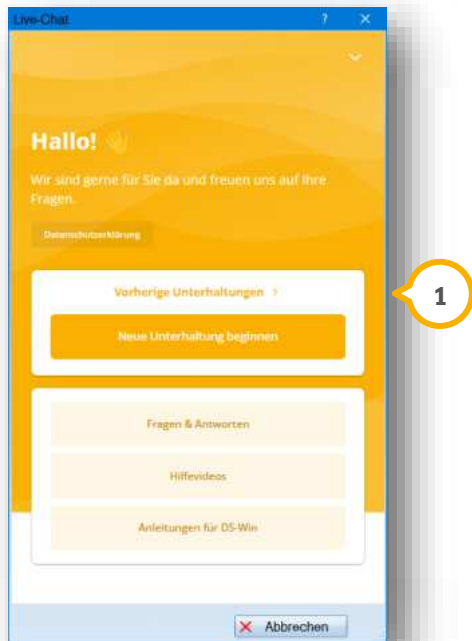 Live-Chat
Hallo!
Wir sind gerne für Sie da und freuen uns auf Ihre
Fragen.
Datenschutzerklärung
Vorherige Unterhaltungen >
Neue Unterhaltung beginnen
1
Fragen & Antworten
Hilfevideos
Anleitungen für DS-Win
Abbrechen